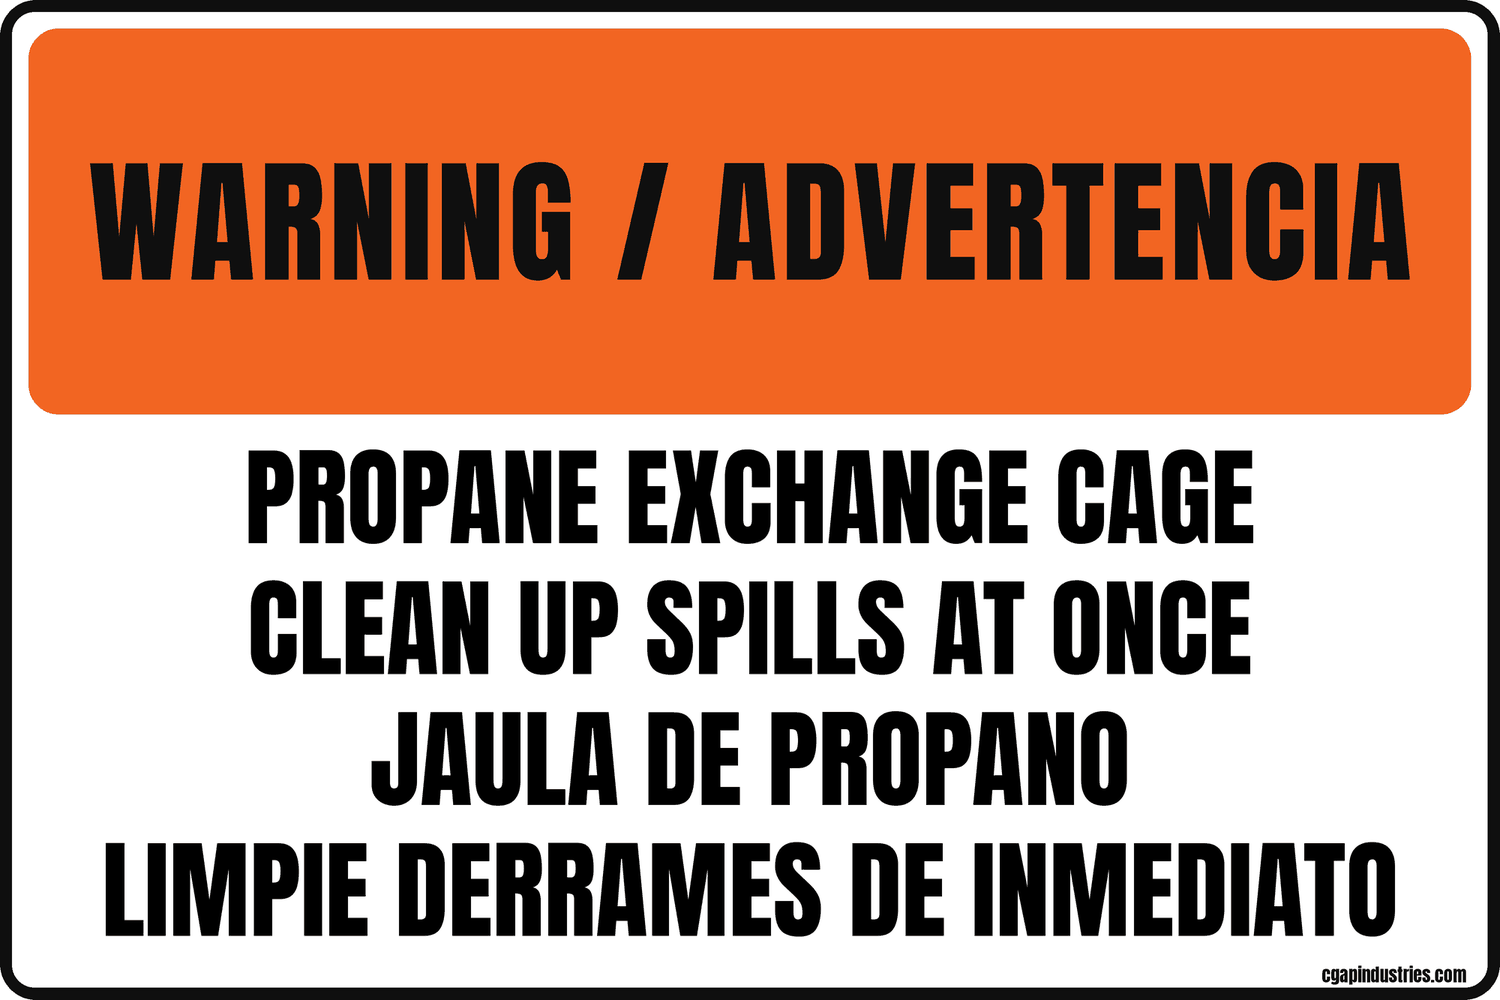 WARNING / ADVERTENCIA
PROPANE EXCHANGE CAGE
CLEAN UP SPILLS AT ONCE
JAULA DE PROPANO
LIMPIE DERRAMES DE INMEDIATO
cgapindustries.com